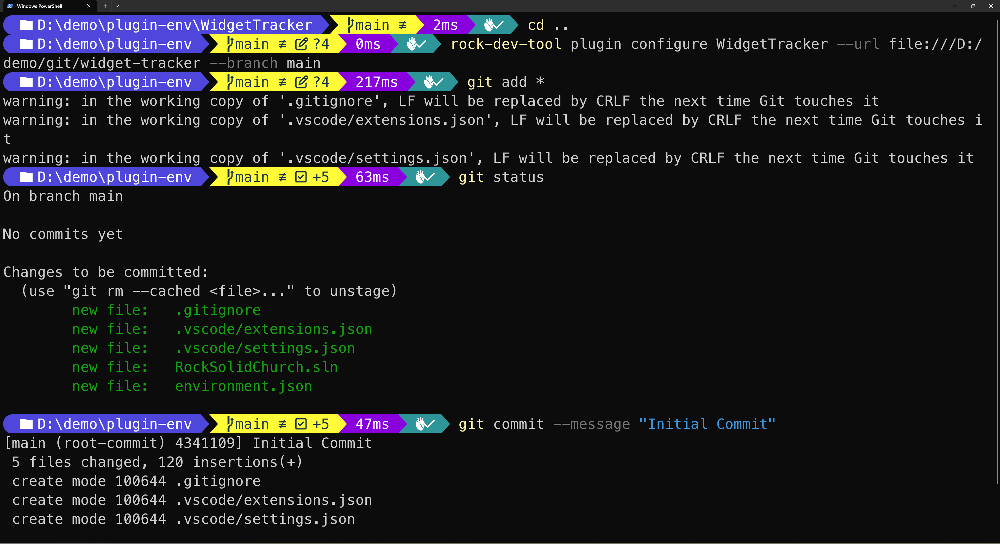 Windows PowerShell
D:\demo\plugin-env\WidgetTracker main ≢ 2ms cd ..
D:\demo\plugin-env main ≢ ?4 0ms rock-dev-tool plugin configure WidgetTracker --url file:///D:/
demo/git/widget-tracker --branch main
D:\demo\plugin-env main ≢ ?4 217ms git add *
warning: in the working copy of '.gitignore', LF will be replaced by CRLF the next time Git touches it
warning: in the working copy of '.vscode/extensions.json', LF will be replaced by CRLF the next time Git touches i
t
warning: in the working copy of '.vscode/settings.json', LF will be replaced by CRLF the next time Git touches it
D:\demo\plugin-env main ≢ +5 63ms git status
On branch main
No commits yet
Changes to be committed:
(use "git rm --cached <file>..." to unstage)
new file: .gitignore
new file: .vscode/extensions.json
new file: .vscode/settings.json
new file: RockSolidChurch.sln
new file: environment.json
D:\demo\plugin-env main ≢ +5 47ms git commit --message "Initial Commit"
[main (root-commit) 4341109] Initial Commit
5 files changed, 120 insertions(+)
create mode 100644 .gitignore
create mode 100644 .vscode/extensions.json
create mode 100644 .vscode/settings.json